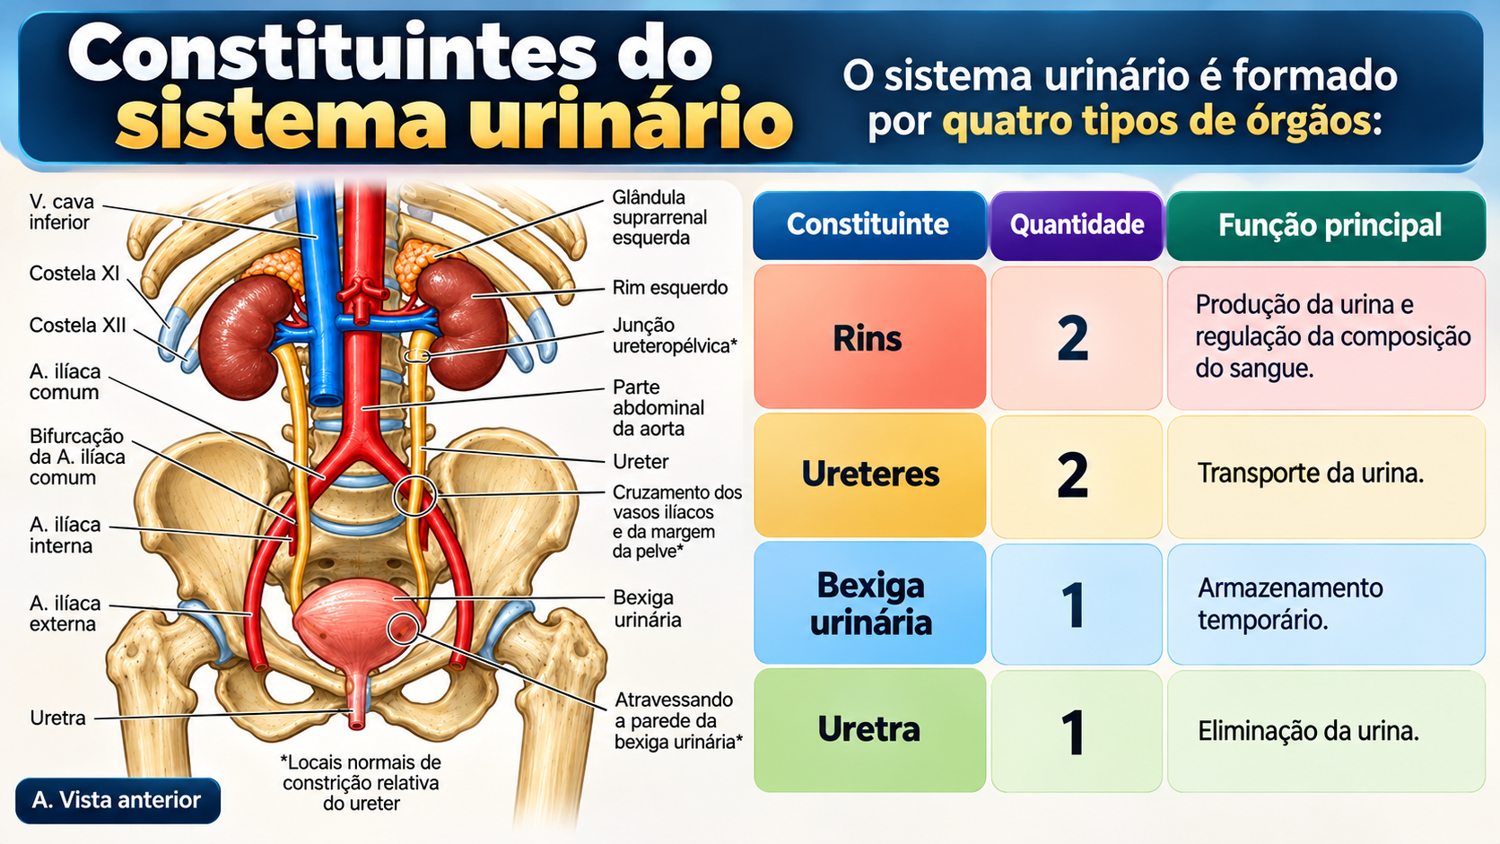 Constituintes do
sistema urinário
O sistema urinário é formado
por quatro tipos de órgãos:
V. cava
inferior
Costela XI
Costela XII
A. ilíaca
comum
Bifurcação
da A. ilíaca
comum
A. ilíaca
interna
A. ilíaca
externa
Uretra
Glândula
suprarrenal
esquerda
Rim esquerdo
Junção
ureteropélvica*
Parte
abdominal
da aorta
Ureter
Cruzamento dos
vasos ilíacos
e da margem
da pelve*
Bexiga
urinária
Atravessando
a parede da
bexiga urinária*
*Locais normais de
constrição relativa
do ureter
A. Vista anterior
Constituinte
Quantidade
Função principal
Rins
2
Produção da urina e
regulação da composição
do sangue.
Ureteres
2
Transporte da urina.
Bexiga
urinária
1
Armazenamento
temporário.
Uretra
1
Eliminação da urina.